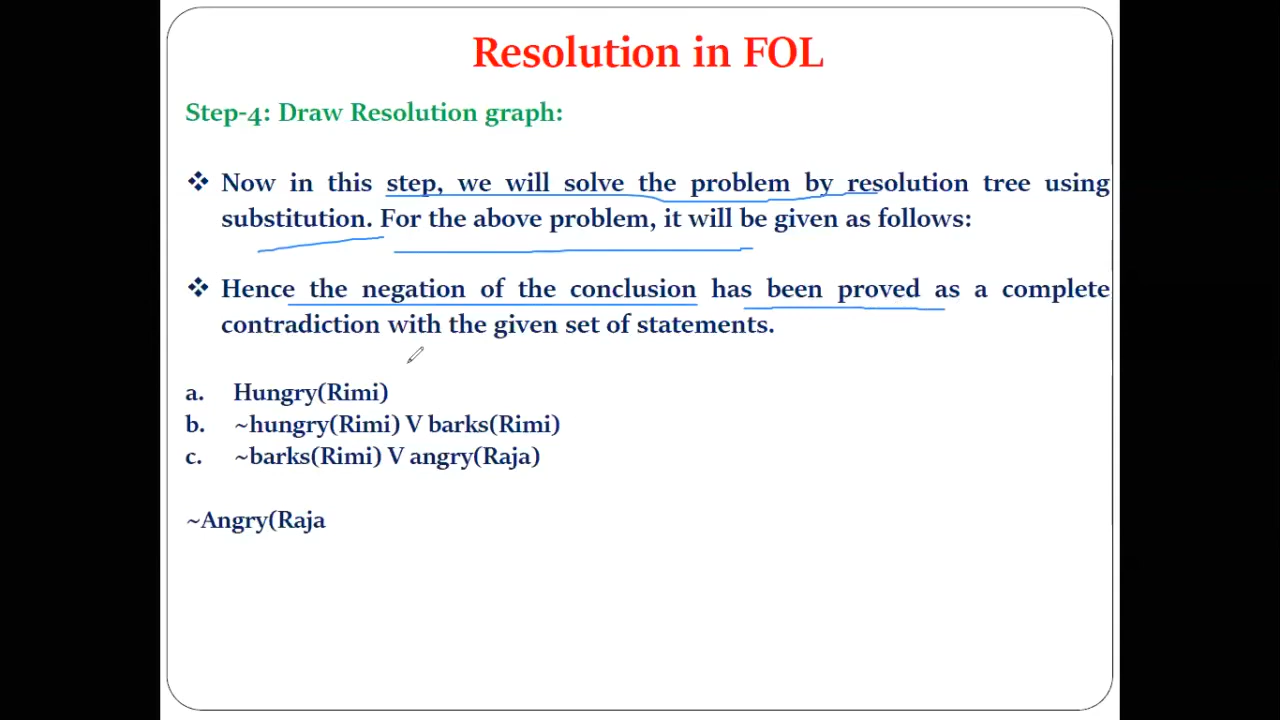 Resolution in FOL
Step-4: Draw Resolution graph:
❖ Now in this step, we will solve the problem by resolution tree using
substitution. For the above problem, it will be given as follows:
❖ Hence the negation of the conclusion has been proved as a complete
contradiction with the given set of statements.
a. Hungry(Rimi)
b. ~hungry(Rimi) V barks(Rimi)
c. ~barks(Rimi) V angry(Raja)
~Angry(Raja